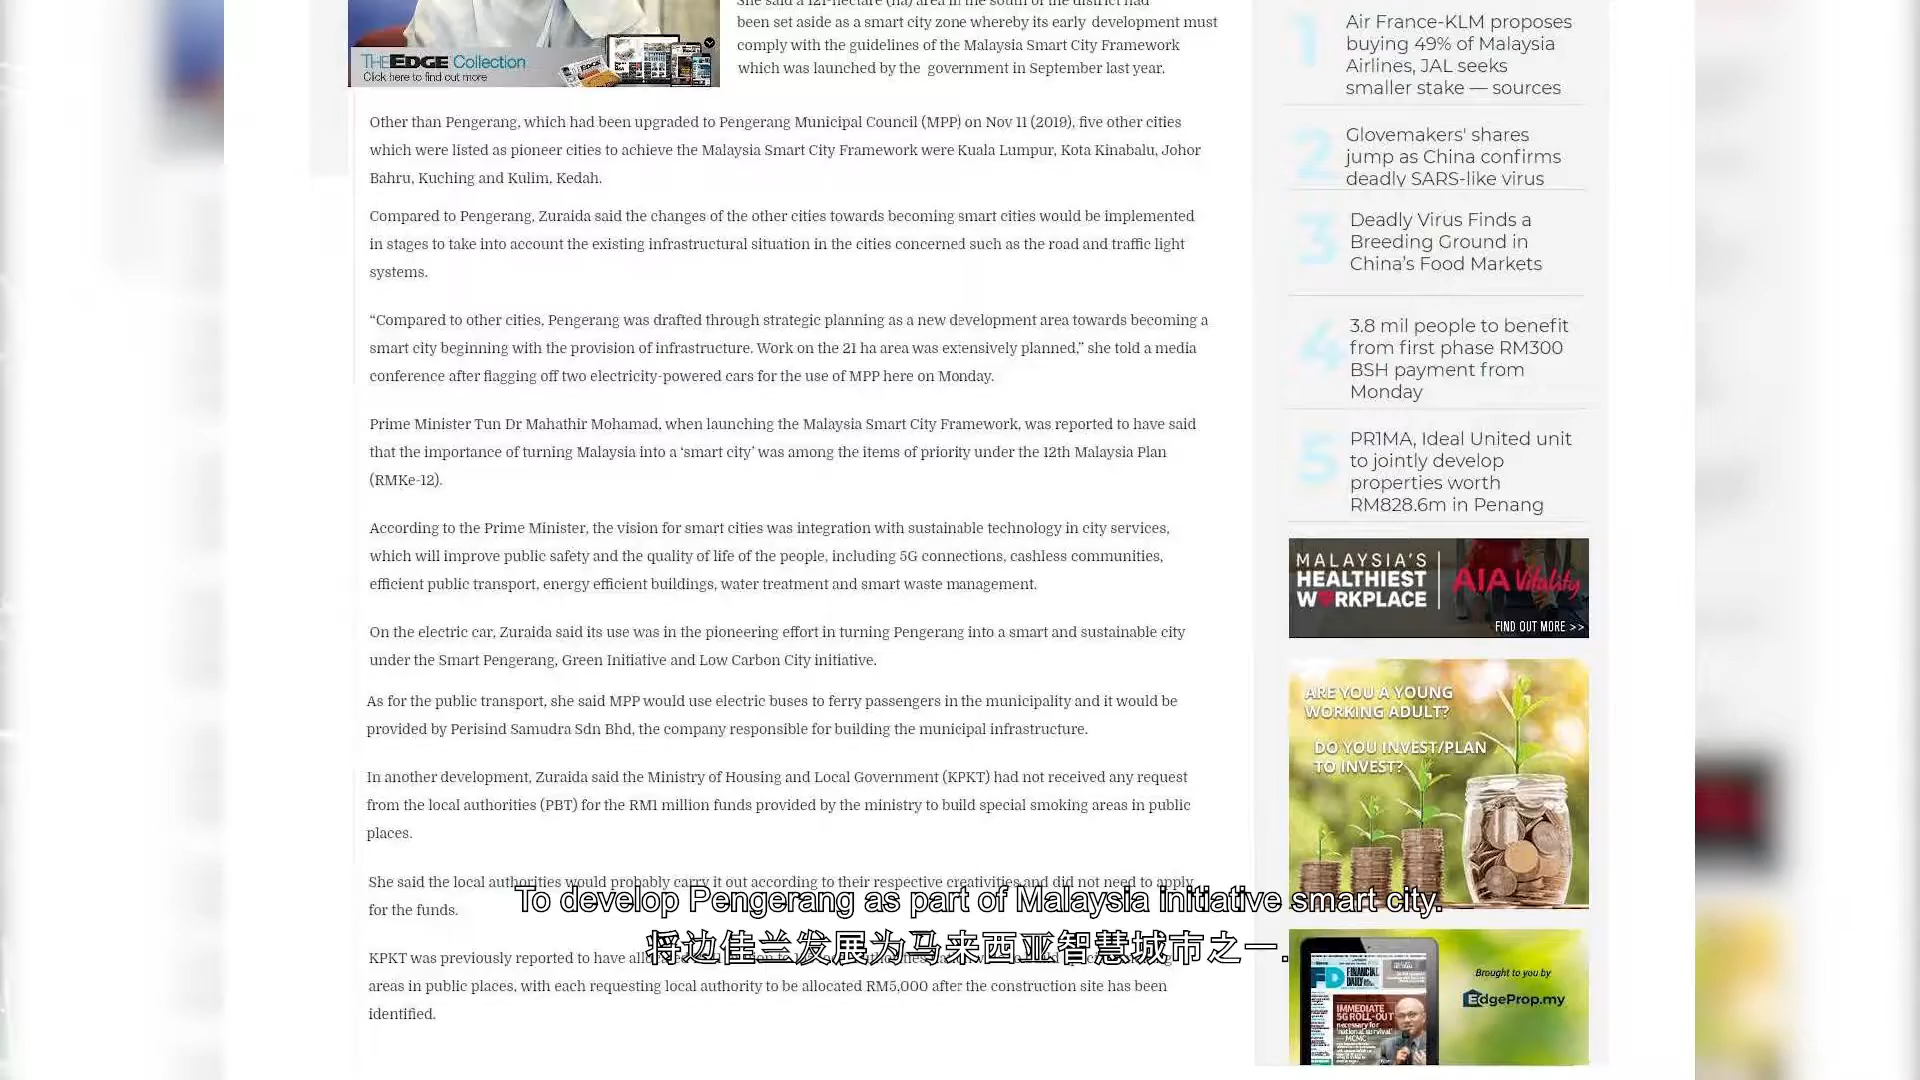 She said a 121-hectare (ha) area in the south of the district had
been set aside as a smart city zone whereby its early development must
comply with the guidelines of the Malaysia Smart City Framework
which was launched by the government in September last year.
THE EDGE Collection
Click here to find out more
Other than Pengerang, which had been upgraded to Pengerang Municipal Council (MPP) on Nov 11 (2019), five other cities
which were listed as pioneer cities to achieve the Malaysia Smart City Framework were Kuala Lumpur, Kota Kinabalu, Johor
Bahru, Kuching and Kulim, Kedah.
Compared to Pengerang, Zuraida said the changes of the other cities towards becoming smart cities would be implemented
in stages to take into account the existing infrastructural situation in the cities concerned such as the road and traffic light
systems.
“Compared to other cities, Pengerang was drafted through strategic planning as a new development area towards becoming a
smart city beginning with the provision of infrastructure. Work on the 21 ha area was extensively planned,” she told a media
conference after flagging off two electricity-powered cars for the use of MPP here on Monday.
Prime Minister Tun Dr Mahathir Mohamad, when launching the Malaysia Smart City Framework, was reported to have said
that the importance of turning Malaysia into a ‘smart city’ was among the items of priority under the 12th Malaysia Plan
(RMKe-12).
According to the Prime Minister, the vision for smart cities was integration with sustainable technology in city services,
which will improve public safety and the quality of life of the people, including 5G connections, cashless communities,
efficient public transport, energy efficient buildings, water treatment and smart waste management.
On the electric car, Zuraida said its use was in the pioneering effort in turning Pengerang into a smart and sustainable city
under the Smart Pengerang, Green Initiative and Low Carbon City initiative.
As for the public transport, she said MPP would use electric buses to ferry passengers in the municipality and it would be
provided by Perisind Samudra Sdn Bhd, the company responsible for building the municipal infrastructure.
In another development, Zuraida said the Ministry of Housing and Local Government (KPKT) had not received any request
from the local authorities (PBT) for the RM1 million funds provided by the ministry to build special smoking areas in public
places.
She said the local authorities would probably carry it out according to their respective creativities and did not need to apply
for the funds.
KPKT was previously reported to have
areas in public places, with each requesting local authority to be allocated RM5,000 after the construction site has been
identified.
To develop Pengerang as part of Malaysia initiative smart city.
将边佳兰发展为马来西亚智慧城市之一.
1
Air France-KLM proposes
buying 49% of Malaysia
Airlines, JAL seeks
smaller stake — sources
2
Glovemakers' shares
jump as China confirms
deadly SARS-like virus
3
Deadly Virus Finds a
Breeding Ground in
China’s Food Markets
4
3.8 mil people to benefit
from first phase RM300
BSH payment from
Monday
5
PR1MA, Ideal United unit
to jointly develop
properties worth
RM828.6m in Penang
MALAYSIA'S
HEALTHIEST
WORKPLACE
AIA Vitality
FIND OUT MORE >>
ARE YOU A YOUNG
WORKING ADULT?
DO YOU INVEST/PLAN
TO INVEST?
FD FINANCIAL
DAILY
IMMEDIATE
5G ROLL-OUT
necessary for
'national survival'
MCMC
Brought to you by
EdgeProp.my